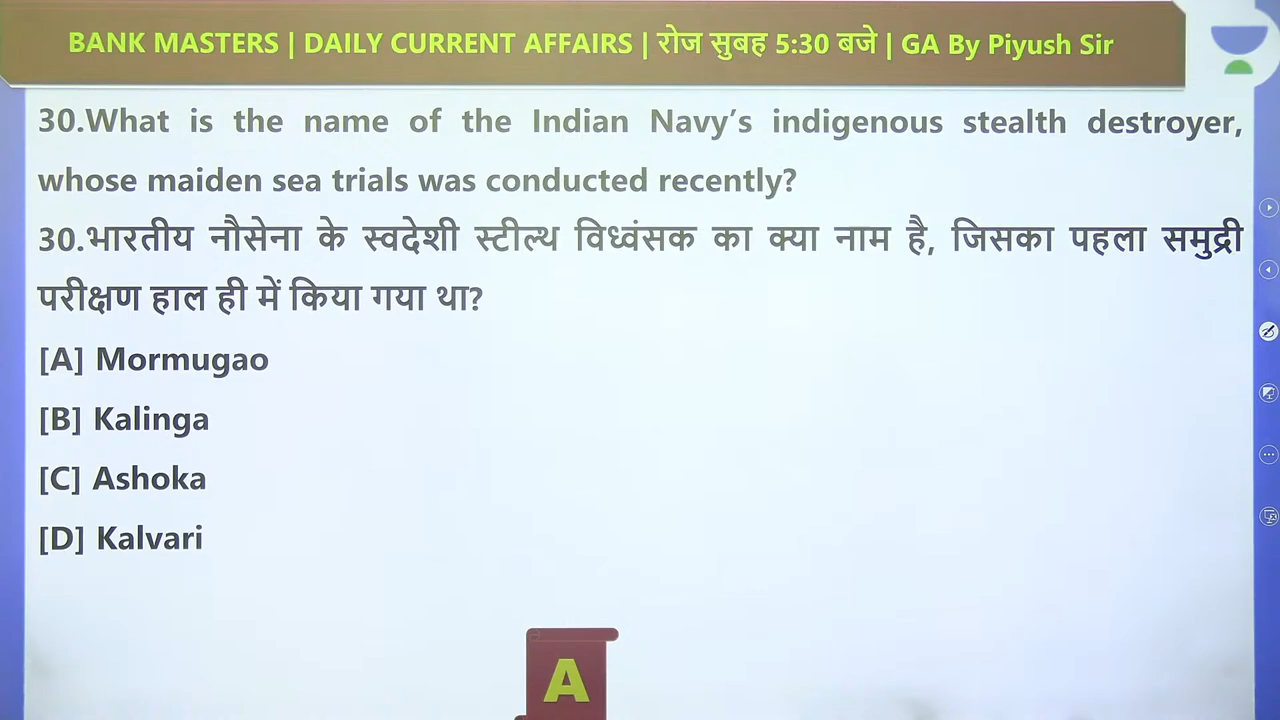 BANK MASTERS | DAILY CURRENT AFFAIRS | रोज सुबह 5:30 बजे | GA By Piyush Sir
30.What is the name of the Indian Navy’s indigenous stealth destroyer,
whose maiden sea trials was conducted recently?
30.भारतीय नौसेना के स्वदेशी स्टील्थ विध्वंसक का क्या नाम है, जिसका पहला समुद्री
परीक्षण हाल ही में किया गया था?
[A] Mormugao
[B] Kalinga
[C] Ashoka
[D] Kalvari
A